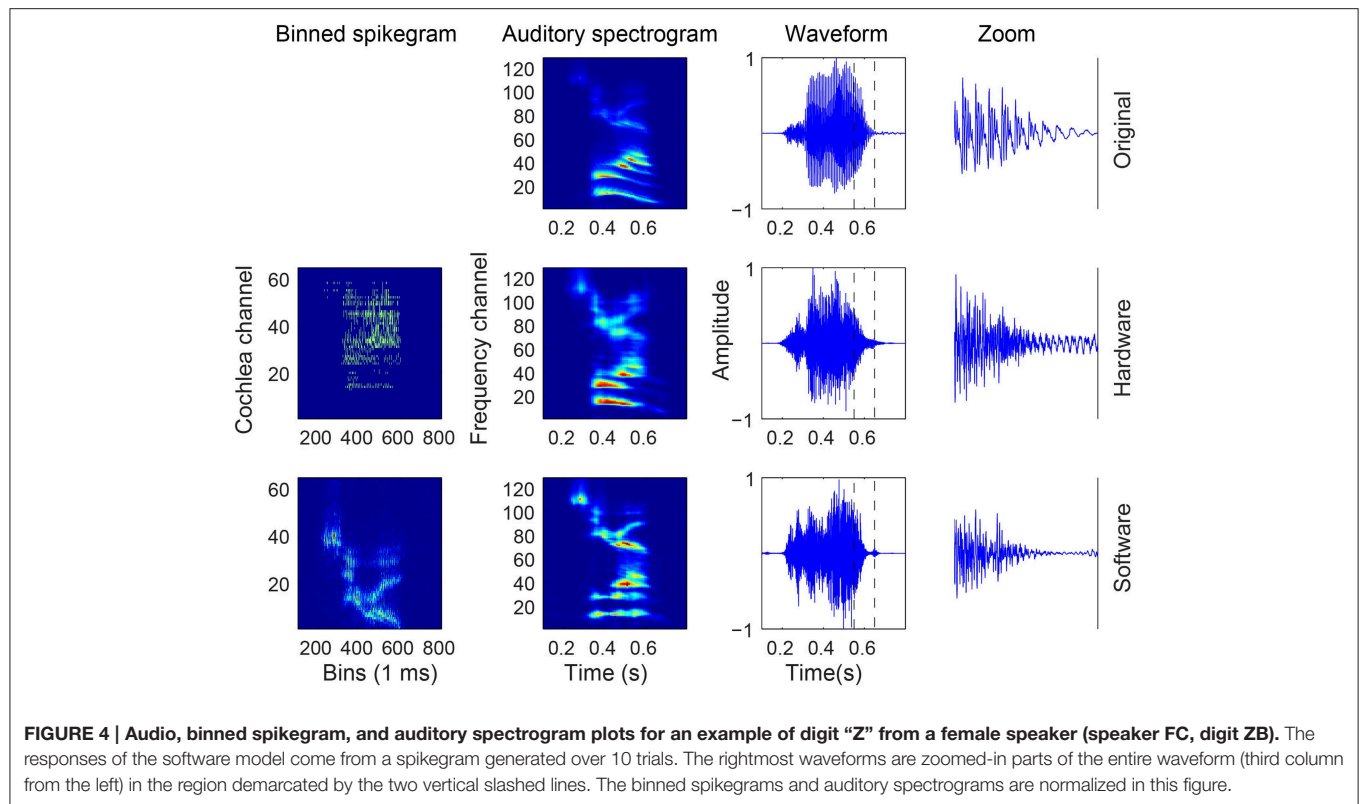 Binned spikegram Auditory spectrogram Waveform Zoom
120
100
80
60
40
20
0.2 0.4 0.6
1
−1
0.2 0.4 0.6
Original
Cochlea channel
60
40
20
200 400 600 800
Frequency channel
120
100
80
60
40
20
0.2 0.4 0.6
Amplitude
1
−1
0.2 0.4 0.6
Hardware
60
40
20
200 400 600 800
Bins (1 ms)
120
100
80
60
40
20
0.2 0.4 0.6
Time (s)
1
−1
0.2 0.4 0.6
Time(s)
Software
FIGURE 4 | Audio, binned spikegram, and auditory spectrogram plots for an example of digit “Z” from a female speaker (speaker FC, digit ZB). The
responses of the software model come from a spikegram generated over 10 trials. The rightmost waveforms are zoomed-in parts of the entire waveform (third column
from the left) in the region demarcated by the two vertical slashed lines. The binned spikegrams and auditory spectrograms are normalized in this figure.